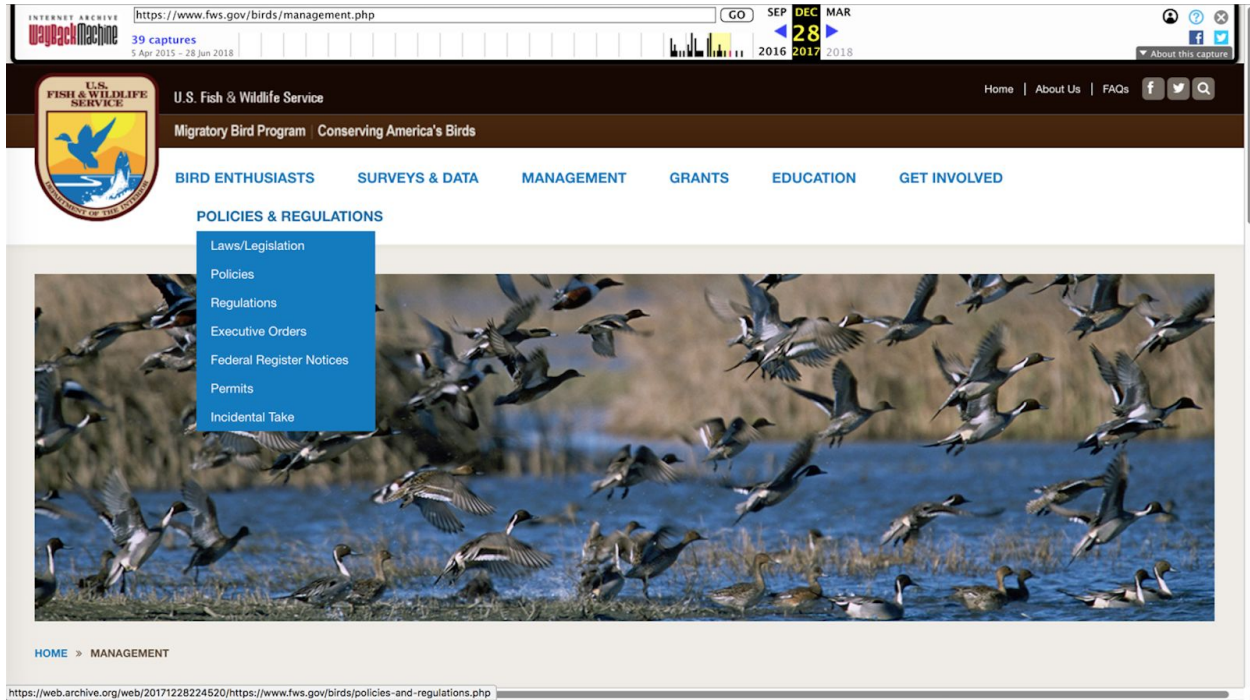 INTERNET ARCHIVE
WayBackMachine
https://www.fws.gov/birds/management.php
GO
SEP DEC MAR
28
2016 2017 2018
39 captures
5 Apr 2015 – 28 Jun 2018
f
▼ About this capture
U.S.
FISH & WILDLIFE
SERVICE
DEPARTMENT OF THE INTERIOR
U.S. Fish & Wildlife Service
Home | About Us | FAQs
Migratory Bird Program | Conserving America's Birds
BIRD ENTHUSIASTS SURVEYS & DATA MANAGEMENT GRANTS EDUCATION GET INVOLVED
POLICIES & REGULATIONS
Laws/Legislation
Policies
Regulations
Executive Orders
Federal Register Notices
Permits
Incidental Take
HOME » MANAGEMENT
https://web.archive.org/web/20171228224520/https://www.fws.gov/birds/policies-and-regulations.php